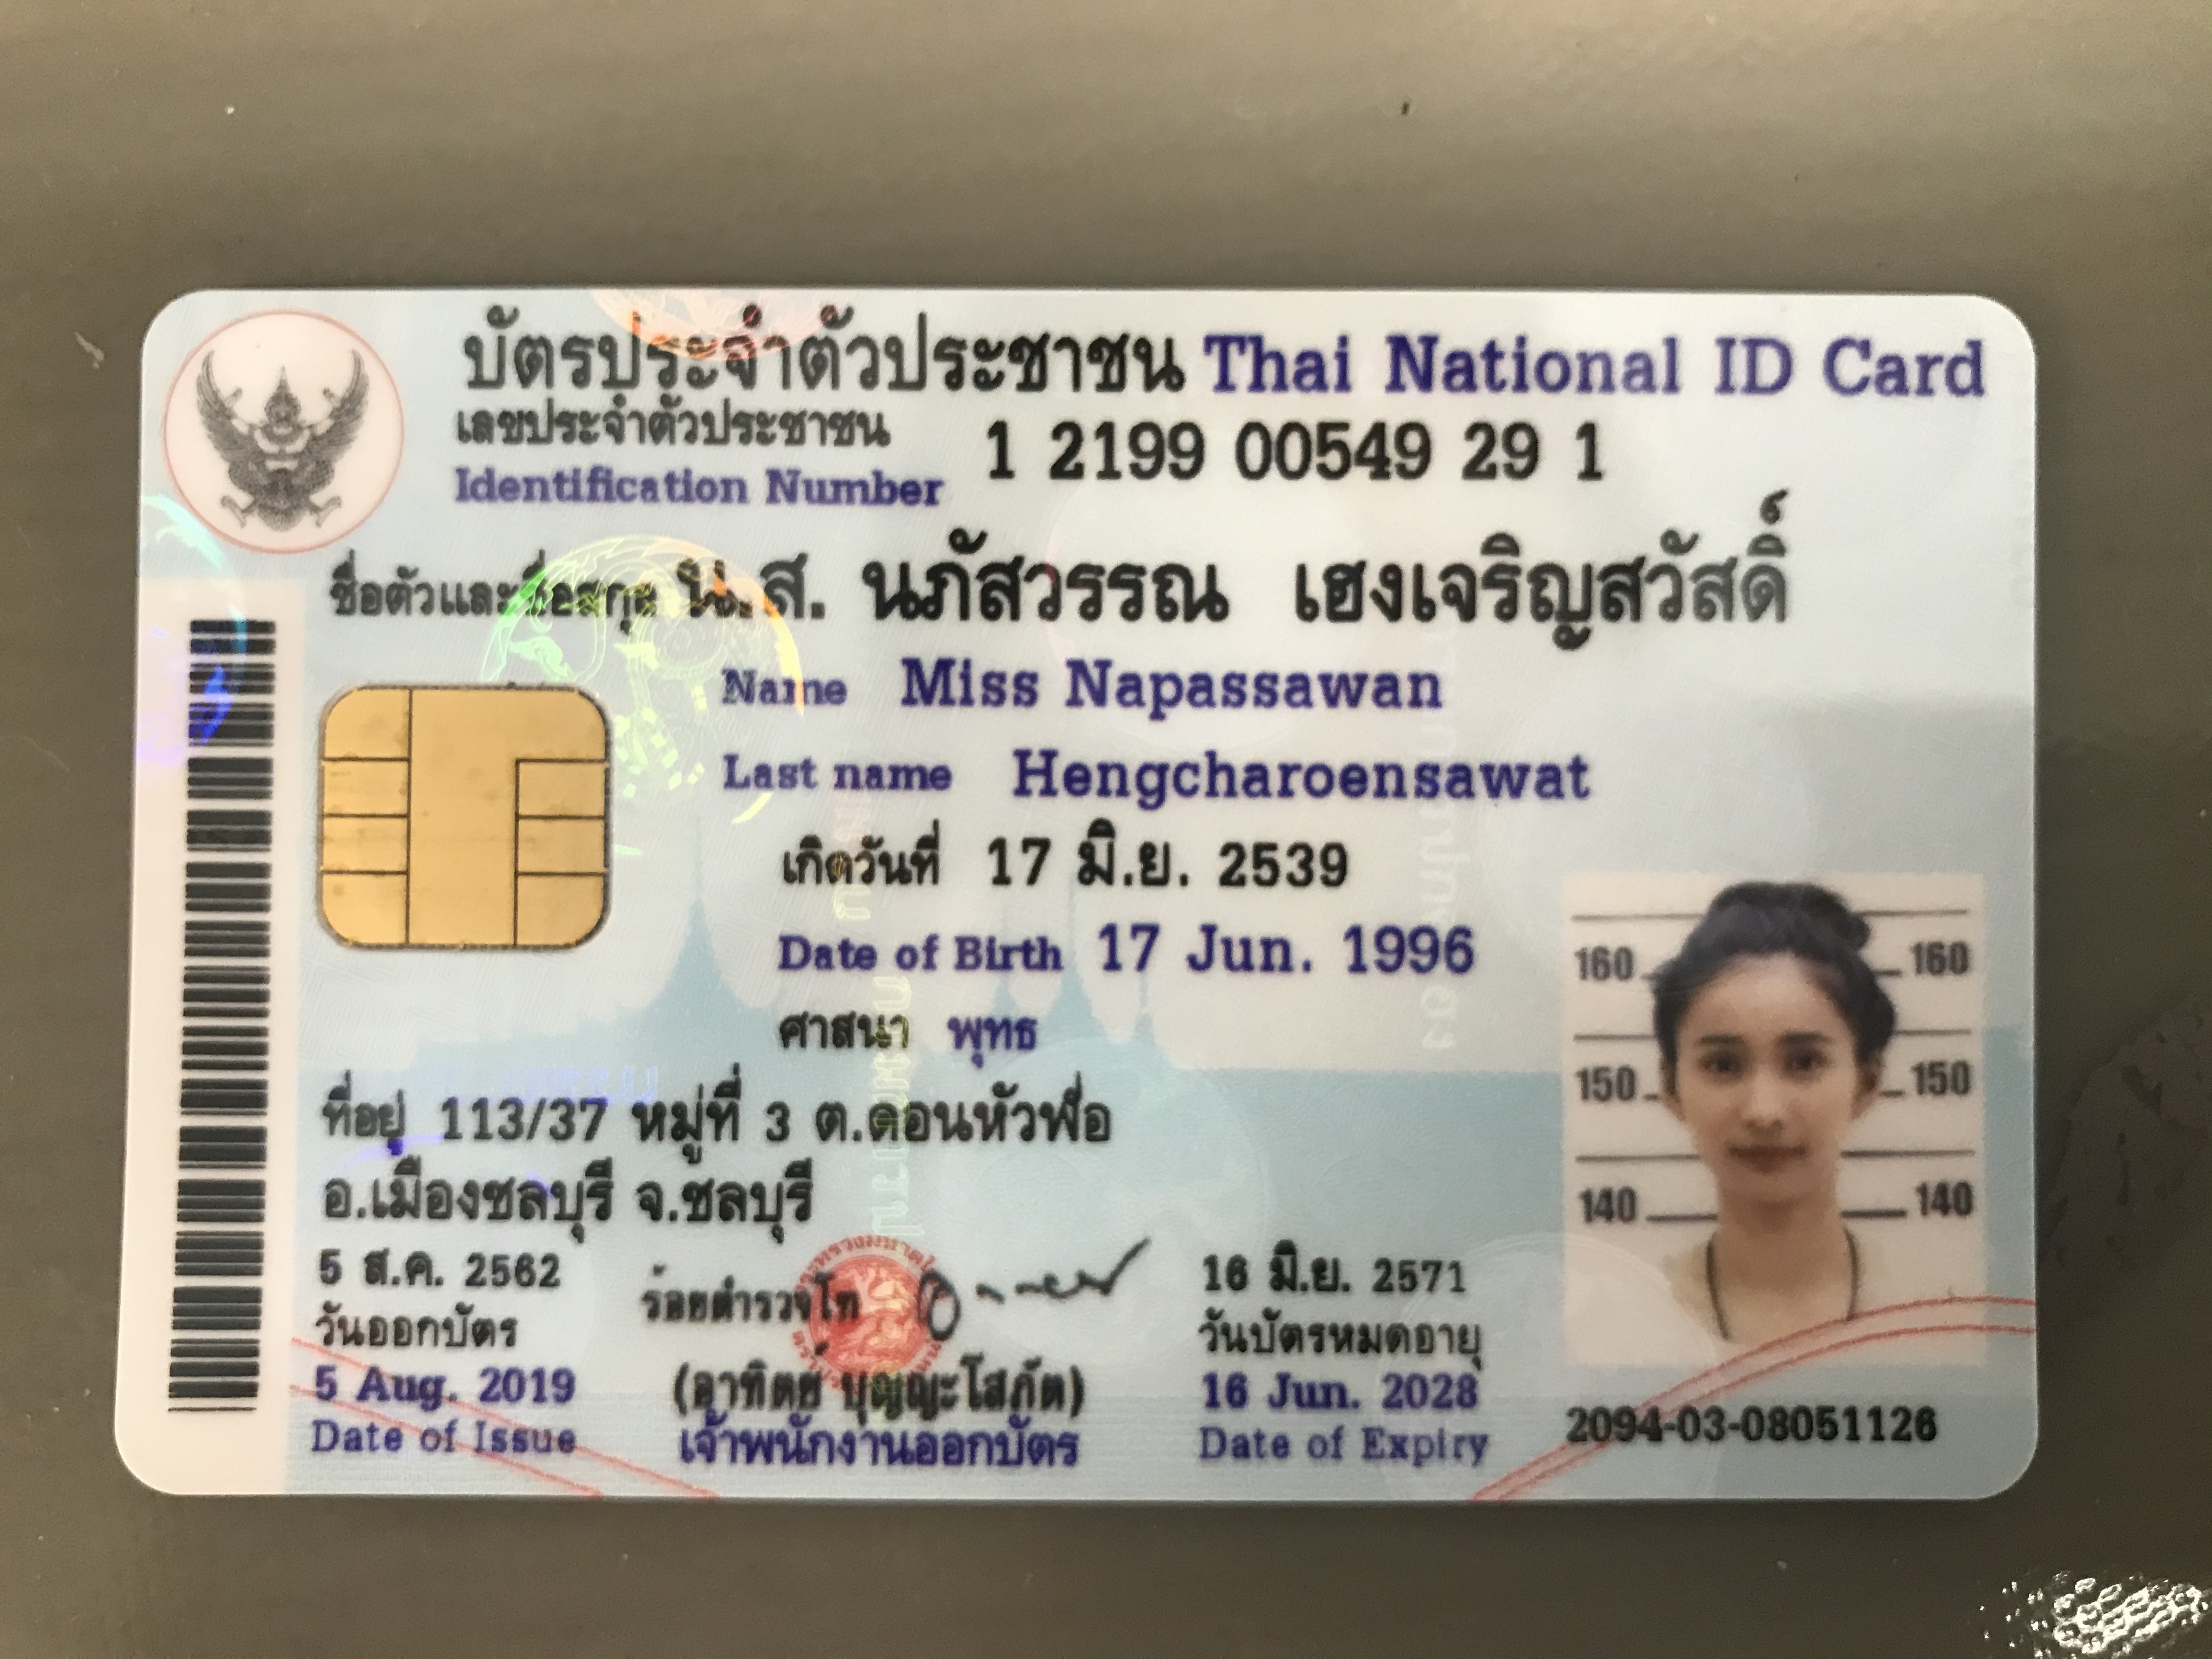 บัตรประจำตัวประชาชน Thai National ID Card
เลขประจำตัวประชาชน 1 2199 00549 29 1
Identification Number
ชื่อตัวและชื่อสกุล น.ส. นภัสวรรณ เฮงเจริญสวัสดิ์
Name Miss Napassawan
Last name Hengcharoensawat
เกิดวันที่ 17 มิ.ย. 2539
Date of Birth 17 Jun. 1996
ศาสนา พุทธ
ที่อยู่ 113/37 หมู่ที่ 3 ต.ดอนหัวฬ่อ
อ.เมืองชลบุรี จ.ชลบุรี
5 ส.ค. 2562
วันออกบัตร
5 Aug. 2019
Date of Issue
ร้อยตำรวจโท
(อาทิตย์ บุญญะโสภัต)
เจ้าพนักงานออกบัตร
16 มิ.ย. 2571
วันบัตรหมดอายุ
16 Jun. 2028
Date of Expiry
160 160
150 150
140 140
2094-03-08051126